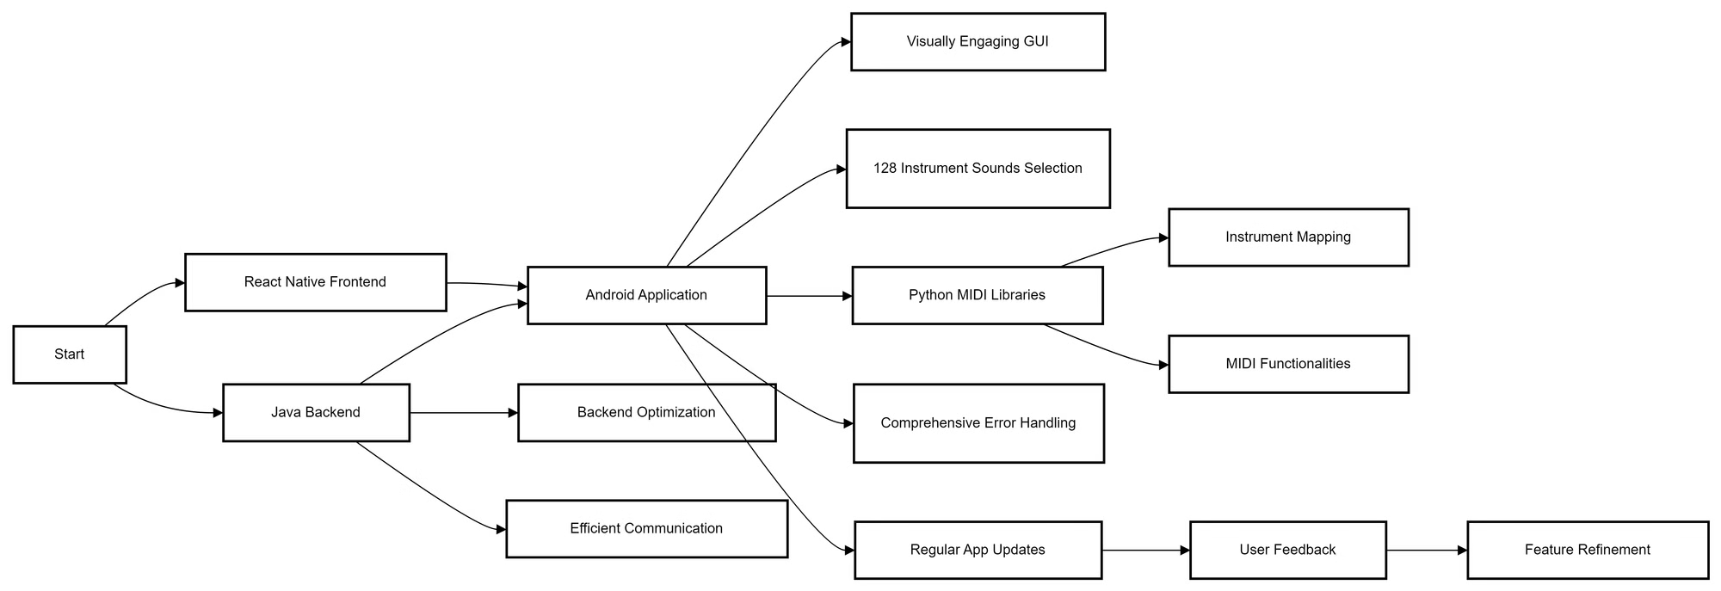 Visually Engaging GUI
128 Instrument Sounds Selection
Instrument Mapping
React Native Frontend
Android Application
Python MIDI Libraries
Start
MIDI Functionalities
Java Backend
Backend Optimization
Comprehensive Error Handling
Efficient Communication
Regular App Updates
User Feedback
Feature Refinement